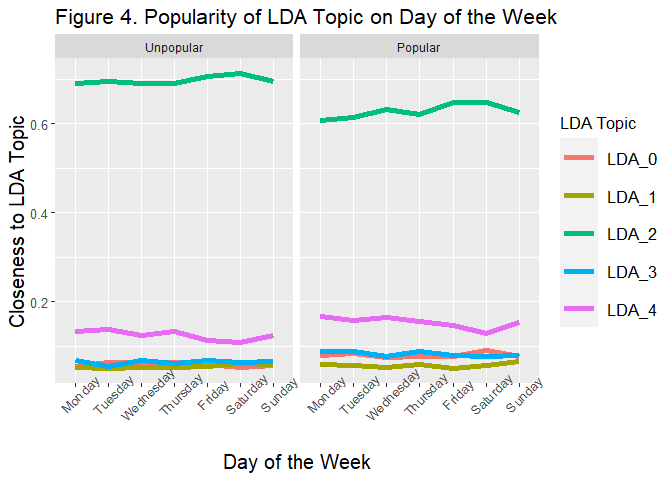 Figure 4. Popularity of LDA Topic on Day of the Week
Unpopular
Popular
Closeness to LDA Topic
0.6
0.4
0.2
Monday
Tuesday
Wednesday
Thursday
Friday
Saturday
Sunday
Monday
Tuesday
Wednesday
Thursday
Friday
Saturday
Sunday
Day of the Week
LDA Topic
LDA_0
LDA_1
LDA_2
LDA_3
LDA_4